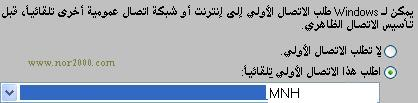 يمكن لـ Windows طلب الاتصال الأولي إلى إنترنت أو شبكة اتصال عمومية أخرى تلقائياً، قبل
تأسيس الاتصال الظاهري.
لا تطلب الاتصال الأولي.
اطلب هذا الاتصال الأولي تلقائياً:
www.nor2000.com
MNH